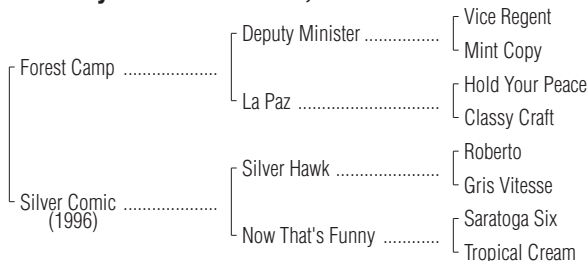 Vice Regent
Deputy Minister ................
Mint Copy
Forest Camp ....................
Hold Your Peace
La Paz ..............................
Classy Craft
Roberto
Silver Hawk ......................
Gris Vitesse
Silver Comic ....................
(1996)
Saratoga Six
Now That's Funny ............
Tropical Cream